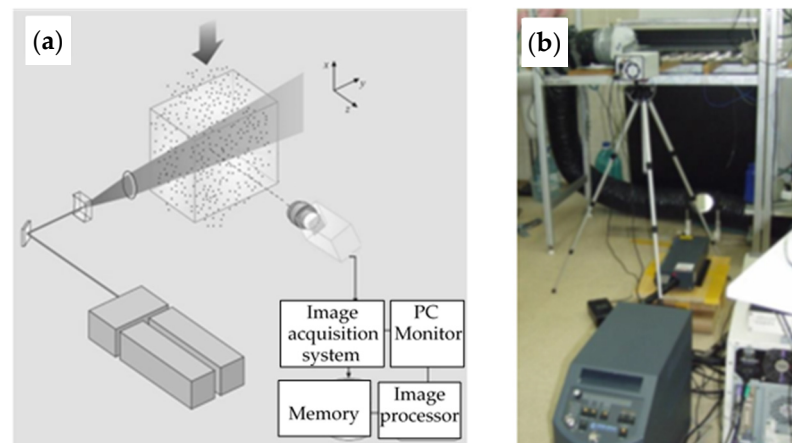 (a)
x
y
z
Image
acquisition
system
PC
Monitor
Memory
Image
processor
(b)